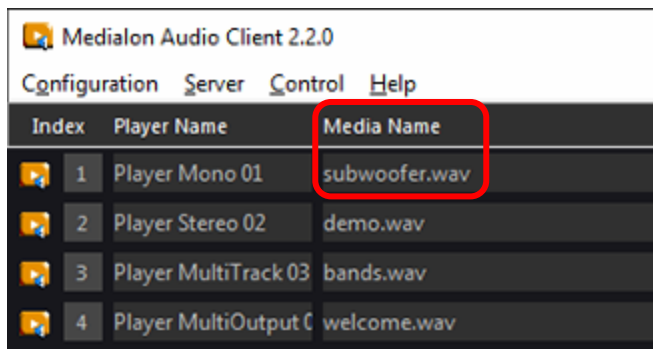 Medialon Audio Client 2.2.0
Configuration Server Control Help
Index Player Name Media Name
1 Player Mono 01 subwoofer.wav
2 Player Stereo 02 demo.wav
3 Player MultiTrack 03 bands.wav
4 Player MultiOutput welcome.wav